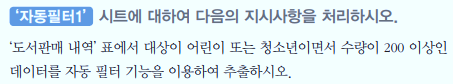 ‘자동필터1’ 시트에 대하여 다음의 지시사항을 처리하시오.
‘도서판매 내역’ 표에서 대상이 어린이 또는 청소년이면서 수량이 200 이상인
데이터를 자동 필터 기능을 이용하여 추출하시오.